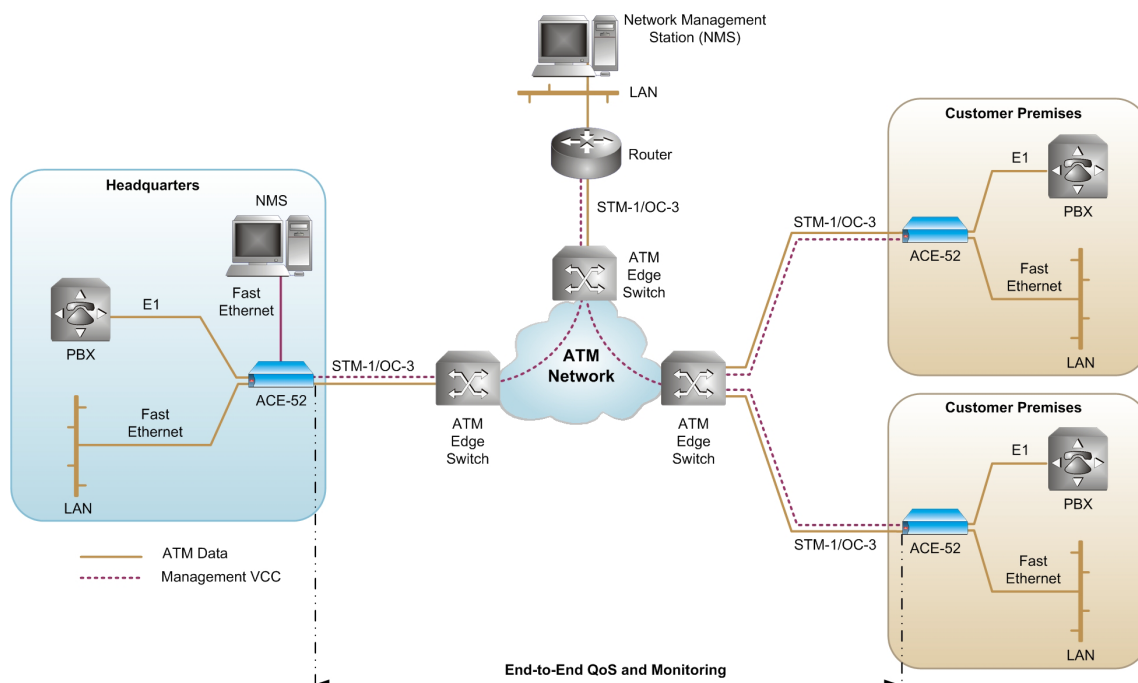 Network Management
Station (NMS)
LAN
Router
STM-1/OC-3
ATM
Edge
Switch
ATM
Network
Headquarters
NMS
Fast
Ethernet
E1
PBX
ACE-52
Fast
Ethernet
LAN
STM-1/OC-3
ATM
Edge
Switch
ATM
Edge
Switch
Customer Premises
E1
PBX
STM-1/OC-3
ACE-52
Fast
Ethernet
LAN
Customer Premises
E1
PBX
STM-1/OC-3
ACE-52
Fast
Ethernet
LAN
ATM Data
Management VCC
End-to-End QoS and Monitoring